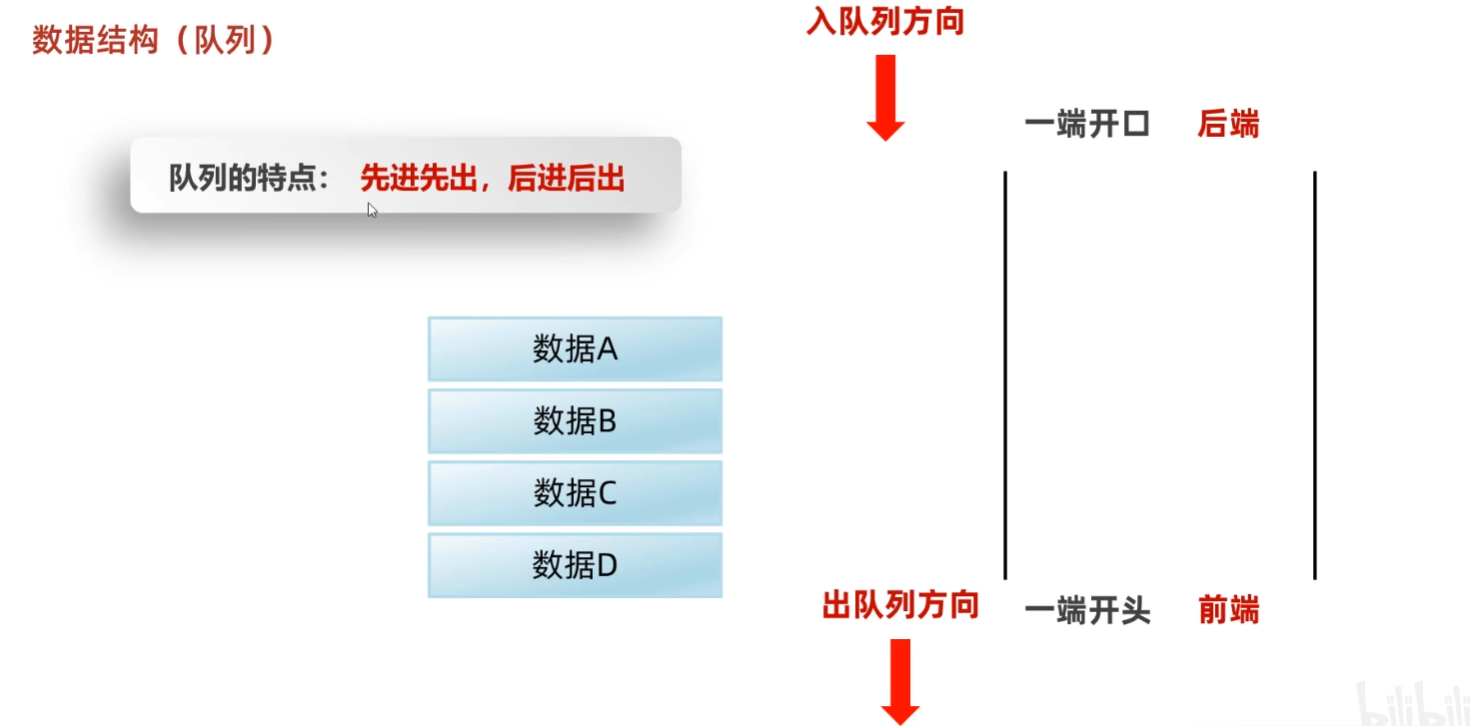 数据结构（队列）
队列的特点： 先进先出，后进后出
数据A
数据B
数据C
数据D
入队列方向
一端开口 后端
出队列方向 一端开头 前端
bilibili